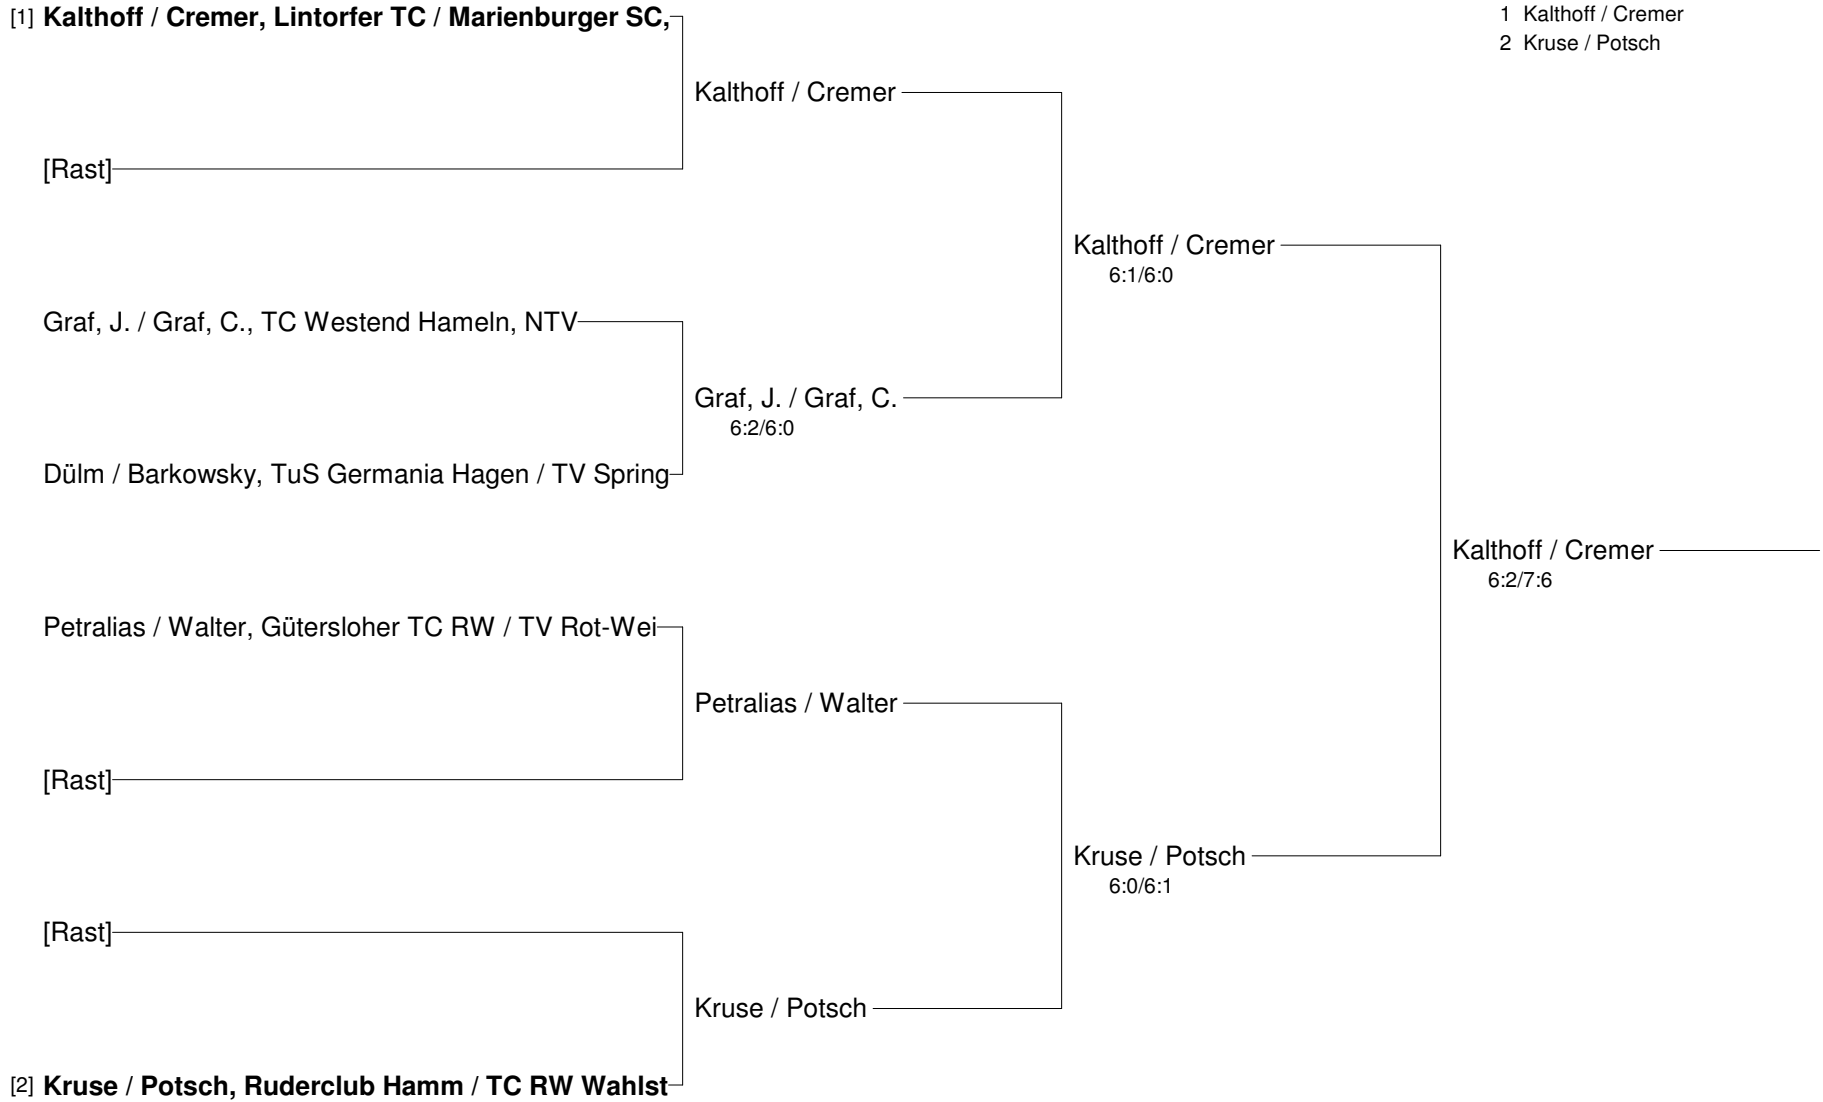 [1] Kalthoff / Cremer, Lintorfer TC / Marienburger SC,
1 Kalthoff / Cremer
2 Kruse / Potsch
Kalthoff / Cremer
[Rast]
Kalthoff / Cremer
6:1/6:0
Graf, J. / Graf, C., TC Westend Hameln, NTV
Graf, J. / Graf, C.
6:2/6:0
Dülm / Barkowsky, TuS Germania Hagen / TV Spring
Kalthoff / Cremer
6:2/7:6
Petralias / Walter, Gütersloher TC RW / TV Rot-Wei
Petralias / Walter
[Rast]
Kruse / Potsch
6:0/6:1
[Rast]
Kruse / Potsch
[2] Kruse / Potsch, Ruderclub Hamm / TC RW Wahlst